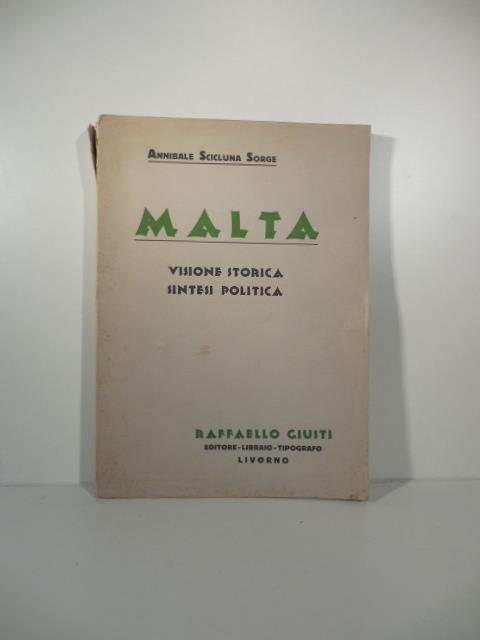 Annibale Scicluna Sorge
MALTA
VISIONE STORICA
SINTESI POLITICA
RAFFAELLO GIUSTI
EDITORE-LIBRAIO-TIPOGRAFO
LIVORNO